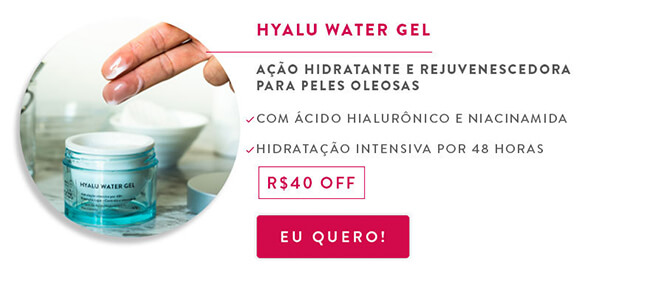 HYALU WATER GEL
AÇÃO HIDRATANTE E REJUVENESCEDORA
PARA PELES OLEOSAS
COM ÁCIDO HIALURÔNICO E NIACINAMIDA
HIDRATAÇÃO INTENSIVA POR 48 HORAS
R$40 OFF
EU QUERO!
HYALU WATER GEL